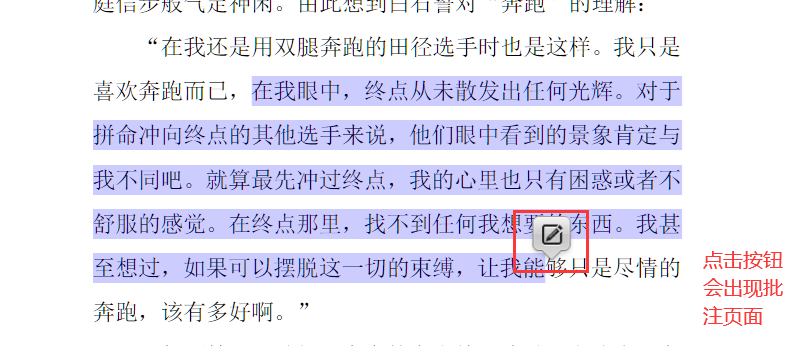 庭信步般气定神闲。由此想到白石誓对“奔跑”的理解：
“在我还是用双腿奔跑的田径选手时也是这样。我只是
喜欢奔跑而已，在我眼中，终点从未散发出任何光辉。对于
拼命冲向终点的其他选手来说，他们眼中看到的景象肯定与
我不同吧。就算最先冲过终点，我的心里也只有困惑或者不
舒服的感觉。在终点那里，找不到任何我想要的东西。我甚
至想过，如果可以摆脱这一切的束缚，让我能够只是尽情的
奔跑，该有多好啊。”
点击按钮
会出现批
注页面